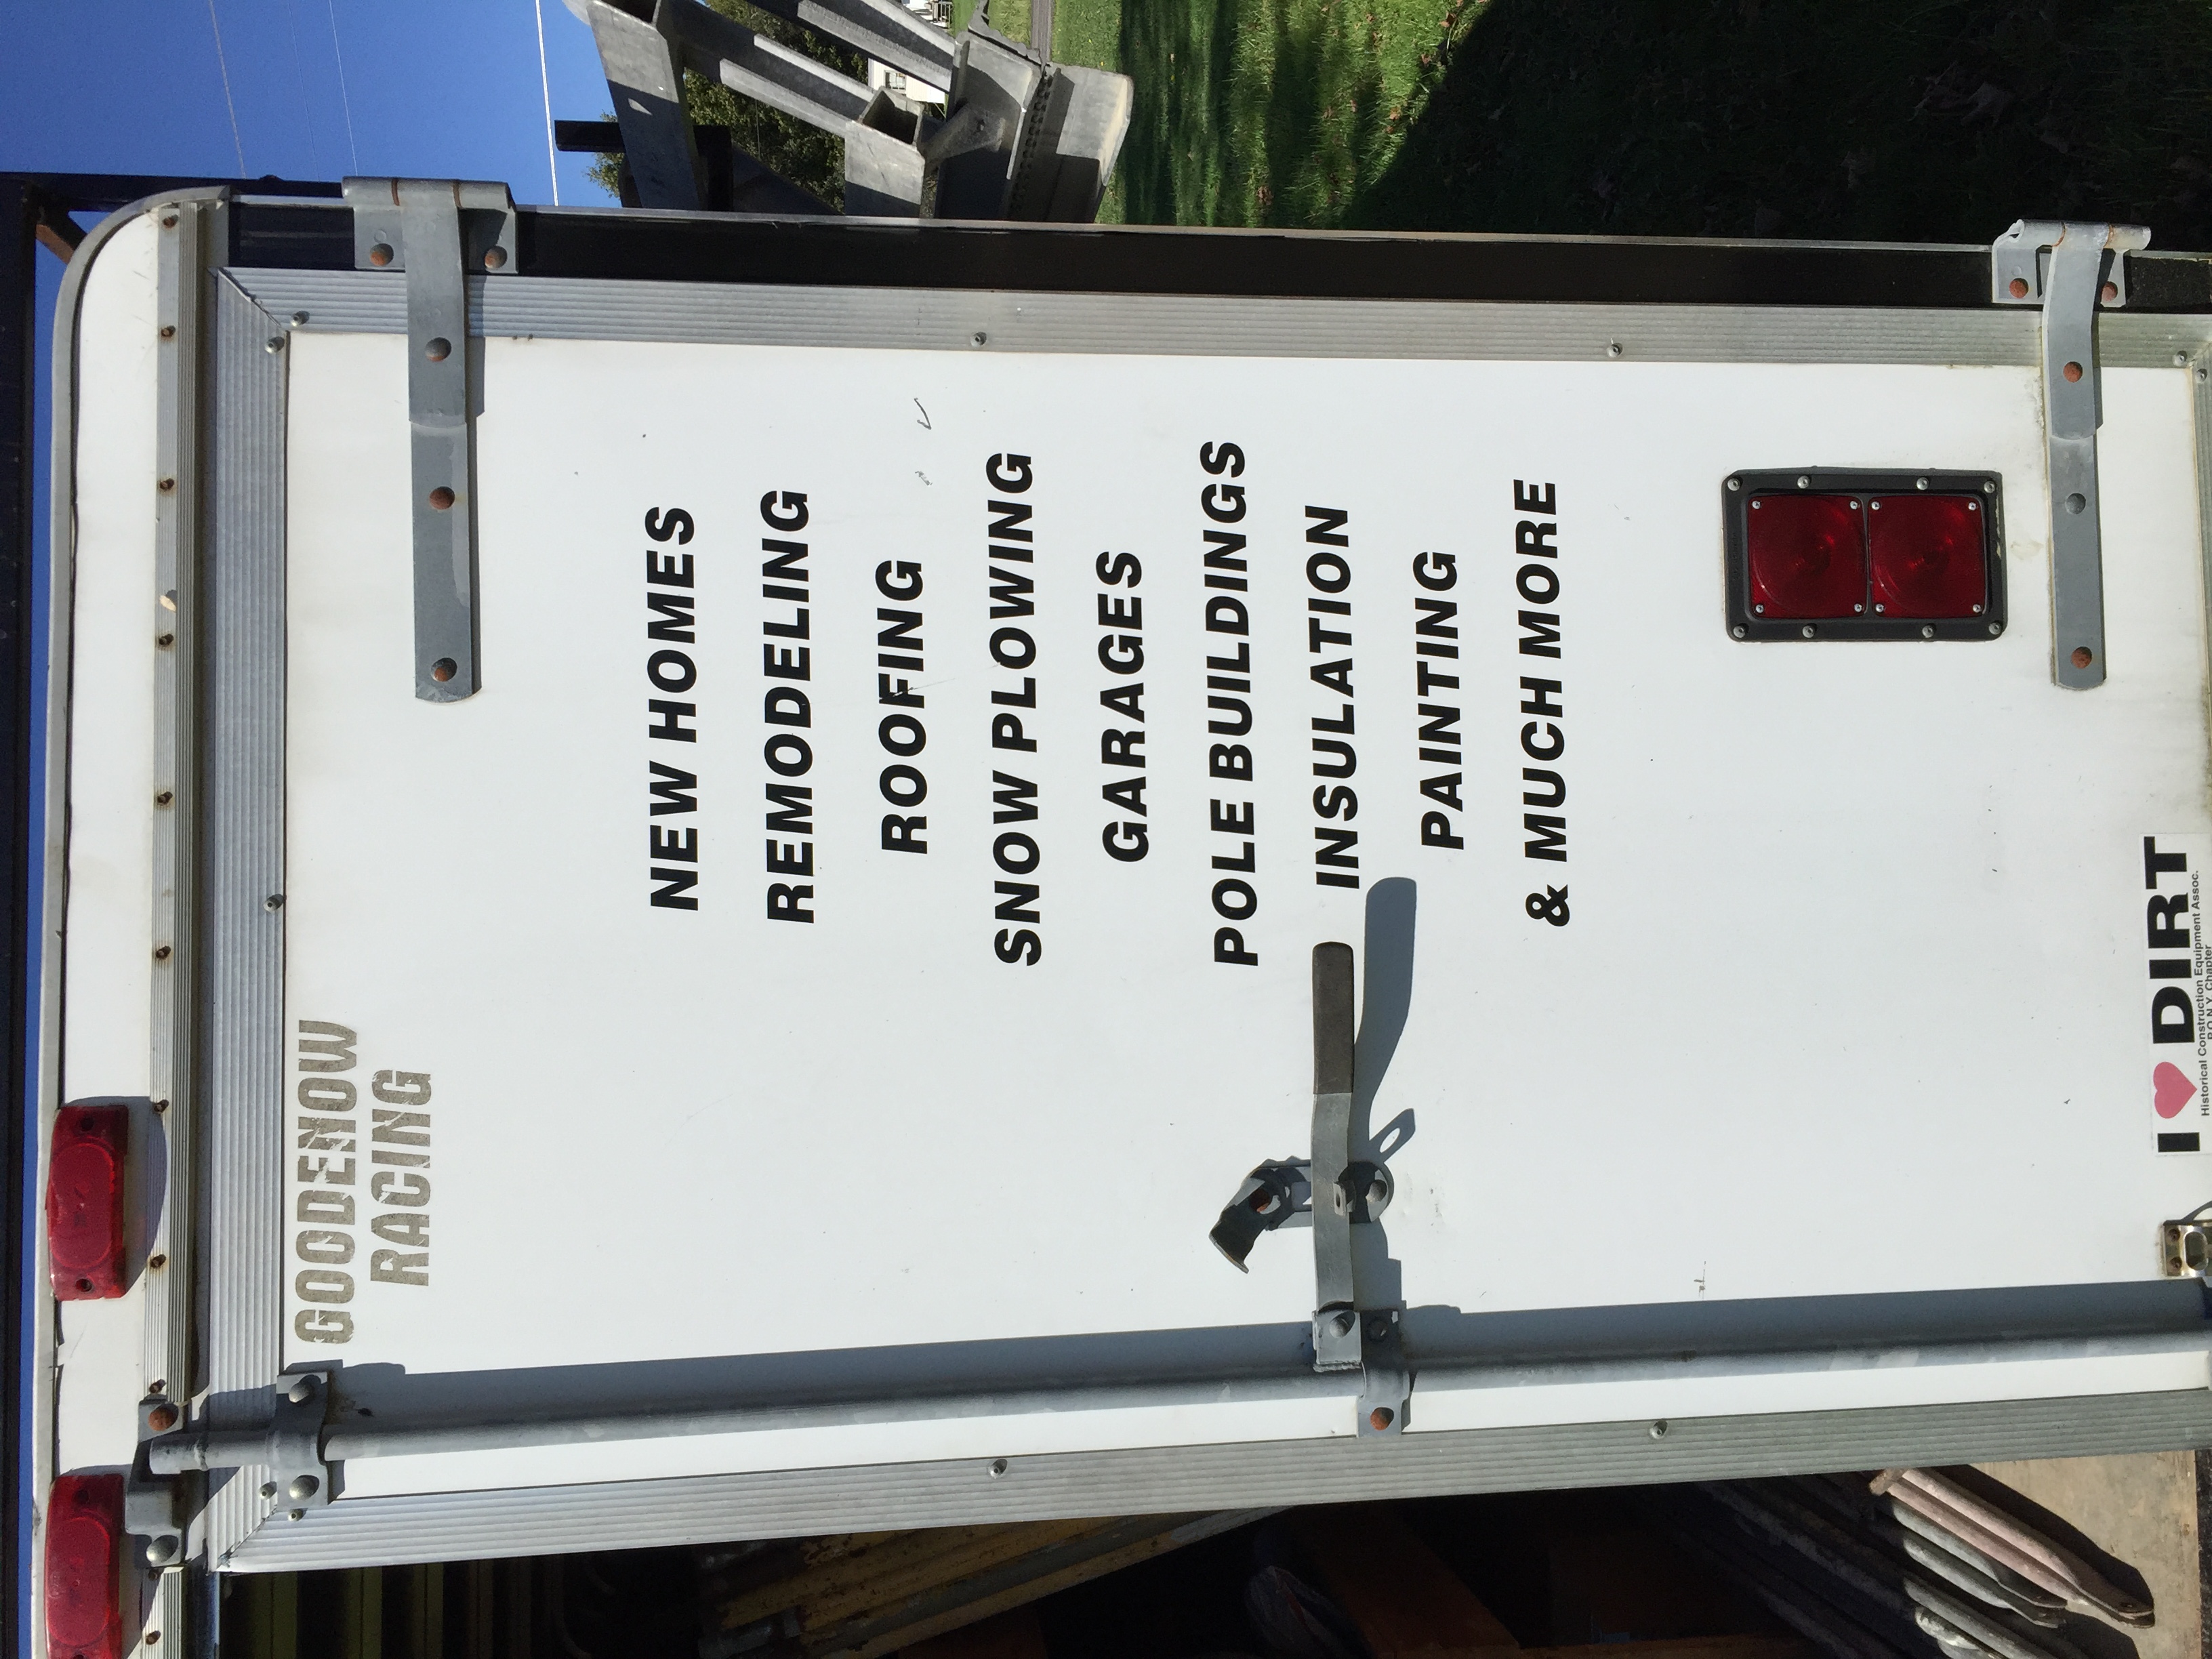 GOODENOW
RACING
NEW HOMES
REMODELING
ROOFING
SNOW PLOWING
GARAGES
POLE BUILDINGS
INSULATION
PAINTING
& MUCH MORE
I ❤ DIRT
Historical Construction Equipment Assoc.
P.O.N.Y. Chapter